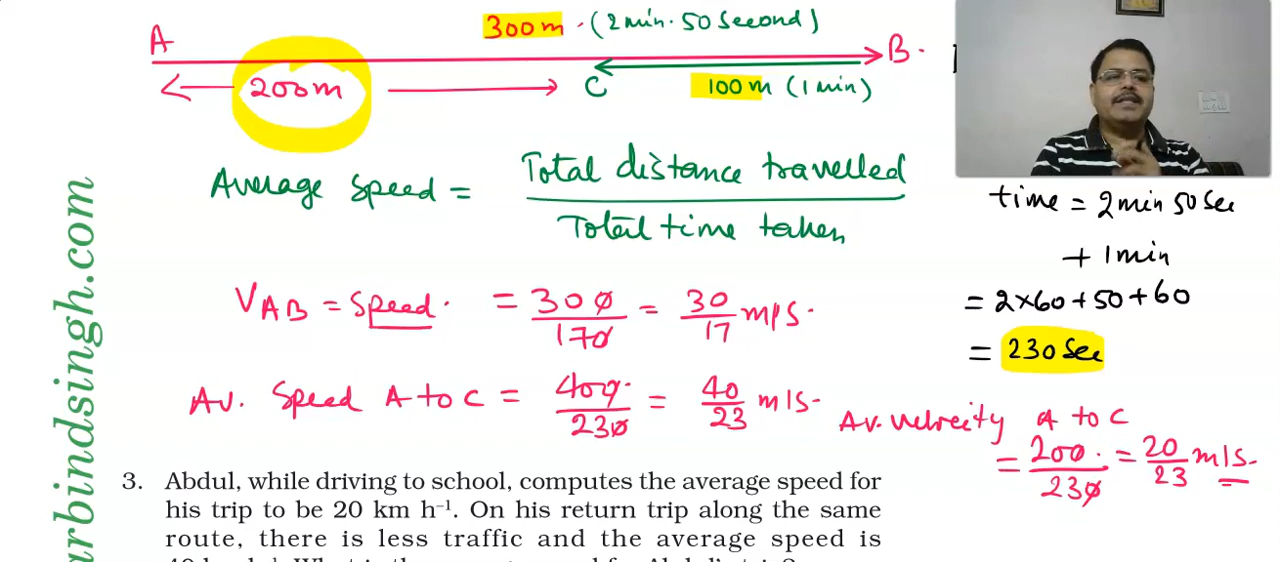 300m · (2min. 50 Second)
A
B.
200m
C
100m (1min)
Average Speed = Total distance travelled
Total time taken
time = 2min 50 Sec
+ 1min
= 2×60+50+60
= 230 Sec
VAB = Speed. = 300/170 = 30/17 mps.
Av. Speed A to C = 400/230 = 40/23 m/s.
Av. velocity A to C
= 200/230 = 20/23 m/s.
3. Abdul, while driving to school, computes the average speed for
his trip to be 20 km h⁻¹. On his return trip along the same
route, there is less traffic and the average speed is
arbindsingh.com